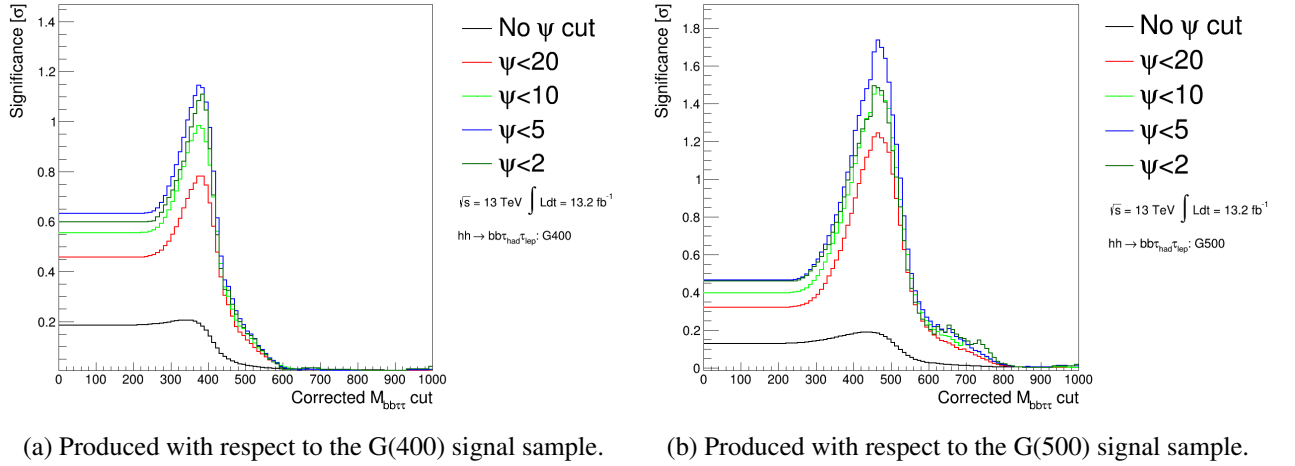 Significance [σ]
1.4
1.2
1
0.8
0.6
0.4
0.2
0 100 200 300 400 500 600 700 800 900 1000
Corrected M_bbττ cut
No ψ cut
ψ<20
ψ<10
ψ<5
ψ<2
√s = 13 TeV ∫ Ldt = 13.2 fb⁻¹
hh → bbτ_had τ_lep: G400
(a) Produced with respect to the G(400) signal sample.
Significance [σ]
1.8
1.6
1.4
1.2
1
0.8
0.6
0.4
0.2
0
0 100 200 300 400 500 600 700 800 900 1000
Corrected M_bbττ cut
No ψ cut
ψ<20
ψ<10
ψ<5
ψ<2
√s = 13 TeV ∫ Ldt = 13.2 fb⁻¹
hh → bbτ_had τ_lep: G500
(b) Produced with respect to the G(500) signal sample.